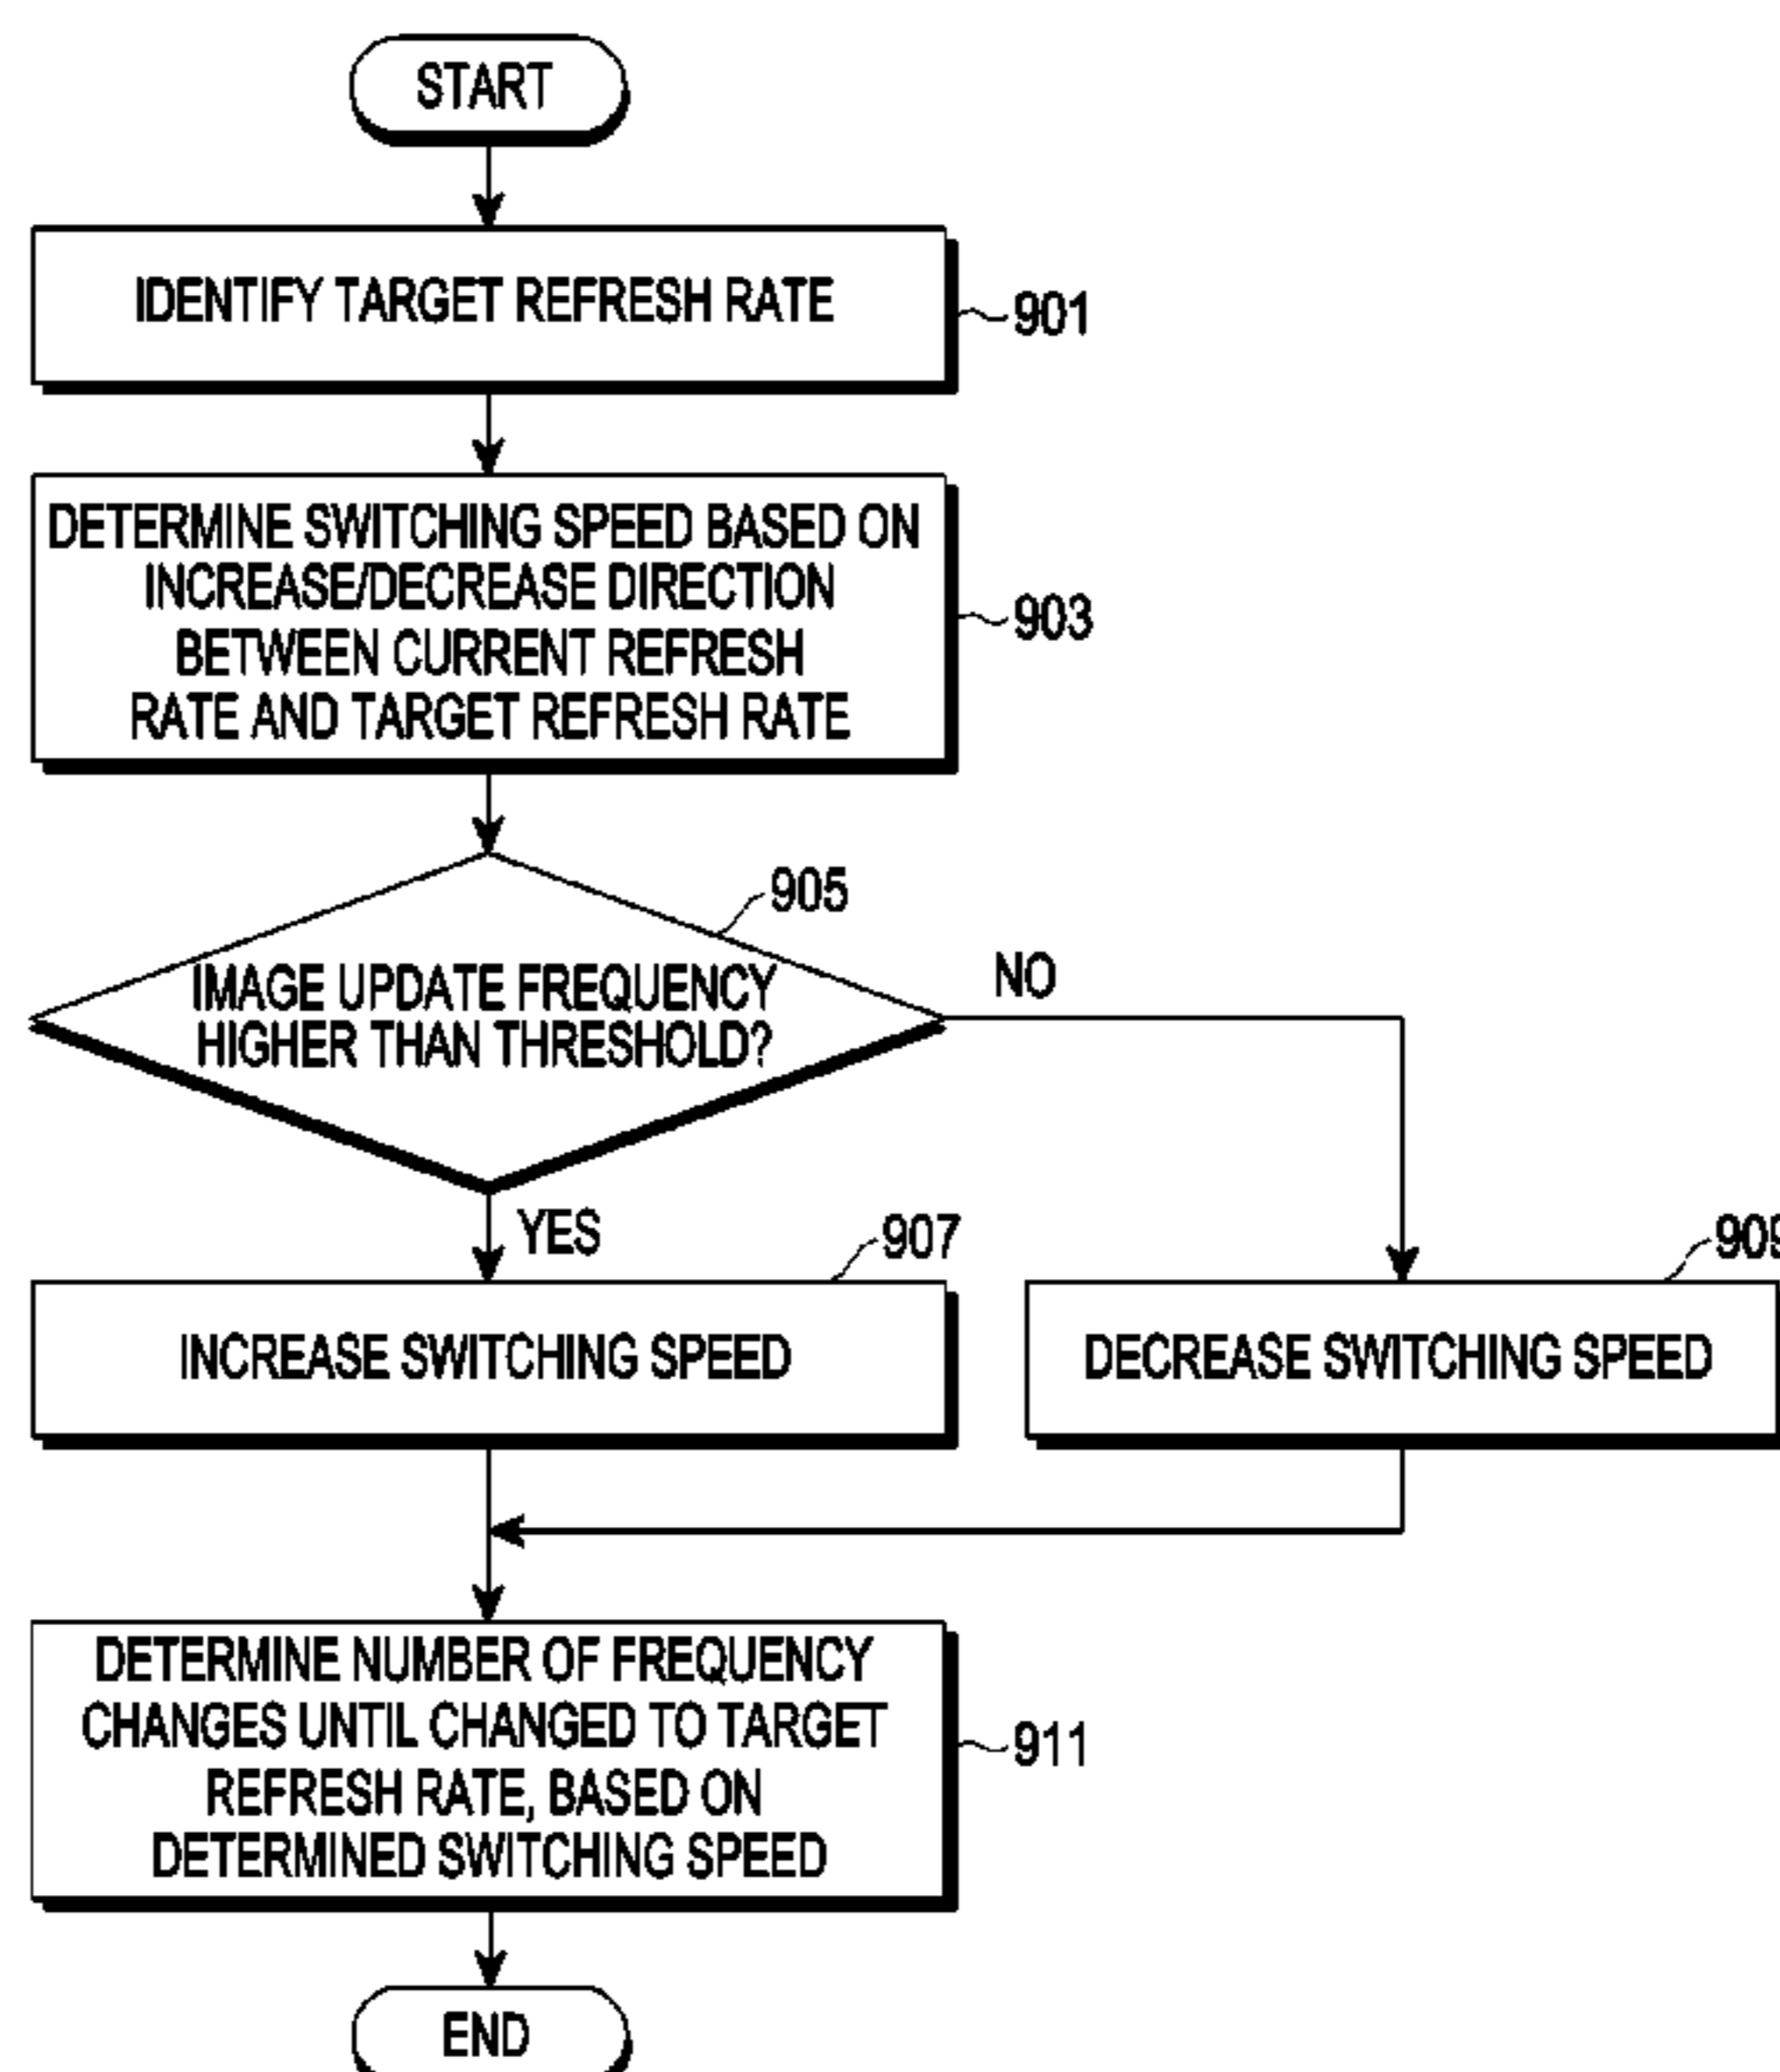 START
IDENTIFY TARGET REFRESH RATE
901
DETERMINE SWITCHING SPEED BASED ON
INCREASE/DECREASE DIRECTION
BETWEEN CURRENT REFRESH
RATE AND TARGET REFRESH RATE
903
905
IMAGE UPDATE FREQUENCY
HIGHER THAN THRESHOLD?
NO
YES
907
INCREASE SWITCHING SPEED
909
DECREASE SWITCHING SPEED
DETERMINE NUMBER OF FREQUENCY
CHANGES UNTIL CHANGED TO TARGET
REFRESH RATE, BASED ON
DETERMINED SWITCHING SPEED
911
END